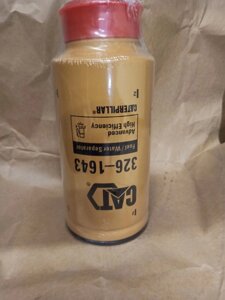 CAT
326-1643
Fuel / Water Separator
Advanced
High Efficiency
CATERPILLAR